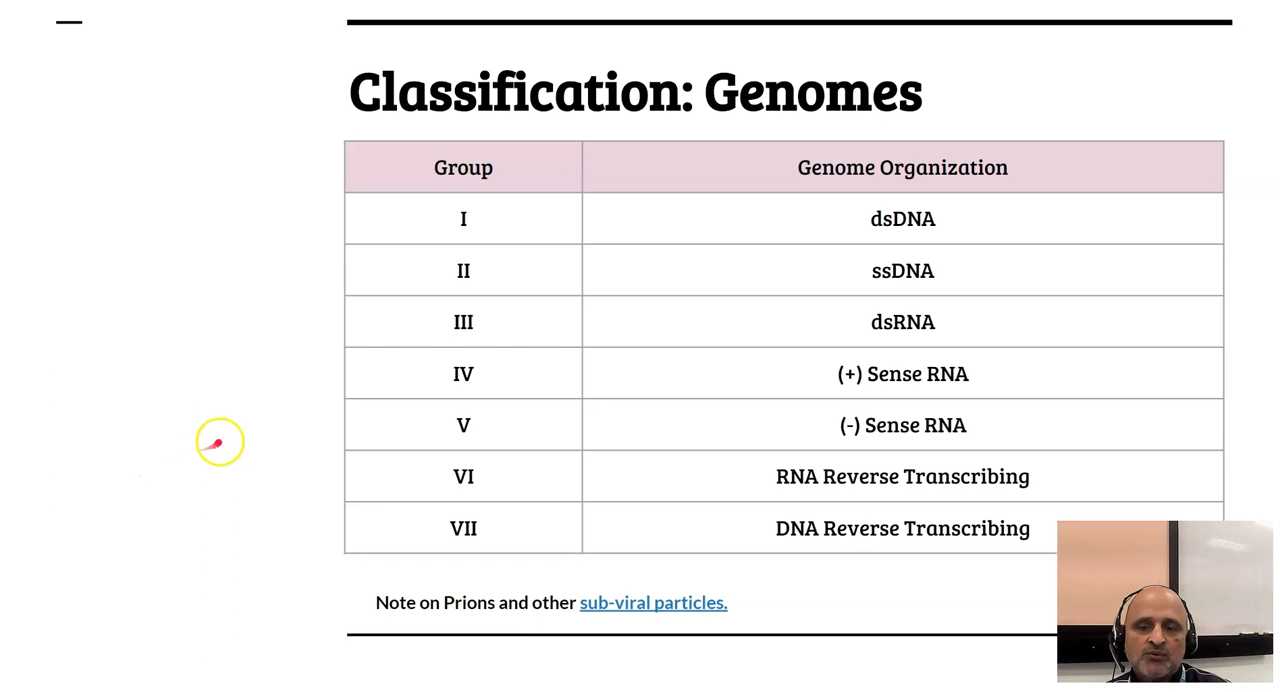 Classification: Genomes
Group Genome Organization
I dsDNA
II ssDNA
III dsRNA
IV (+) Sense RNA
V (-) Sense RNA
VI RNA Reverse Transcribing
VII DNA Reverse Transcribing
Note on Prions and other sub-viral particles.